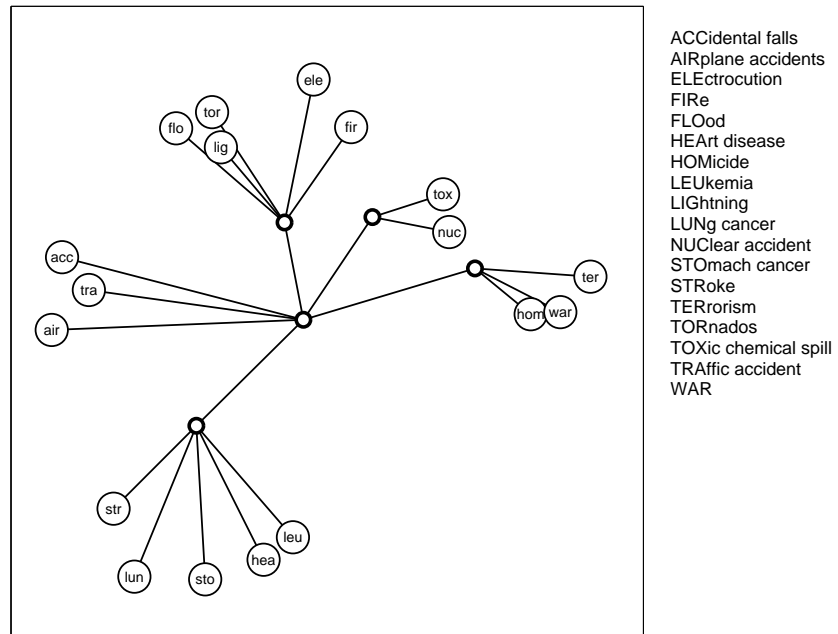 ele
tor
flo
fir
lig
tox
nuc
acc
ter
tra
hom
war
air
str
leu
hea
lun
sto
ACCidental falls
AIRplane accidents
ELEctrocution
FIRe
FLOod
HEArt disease
HOMicide
LEUkemia
LIGhtning
LUNg cancer
NUClear accident
STOmach cancer
STRoke
TERrorism
TORnados
TOXic chemical spill
TRAffic accident
WAR